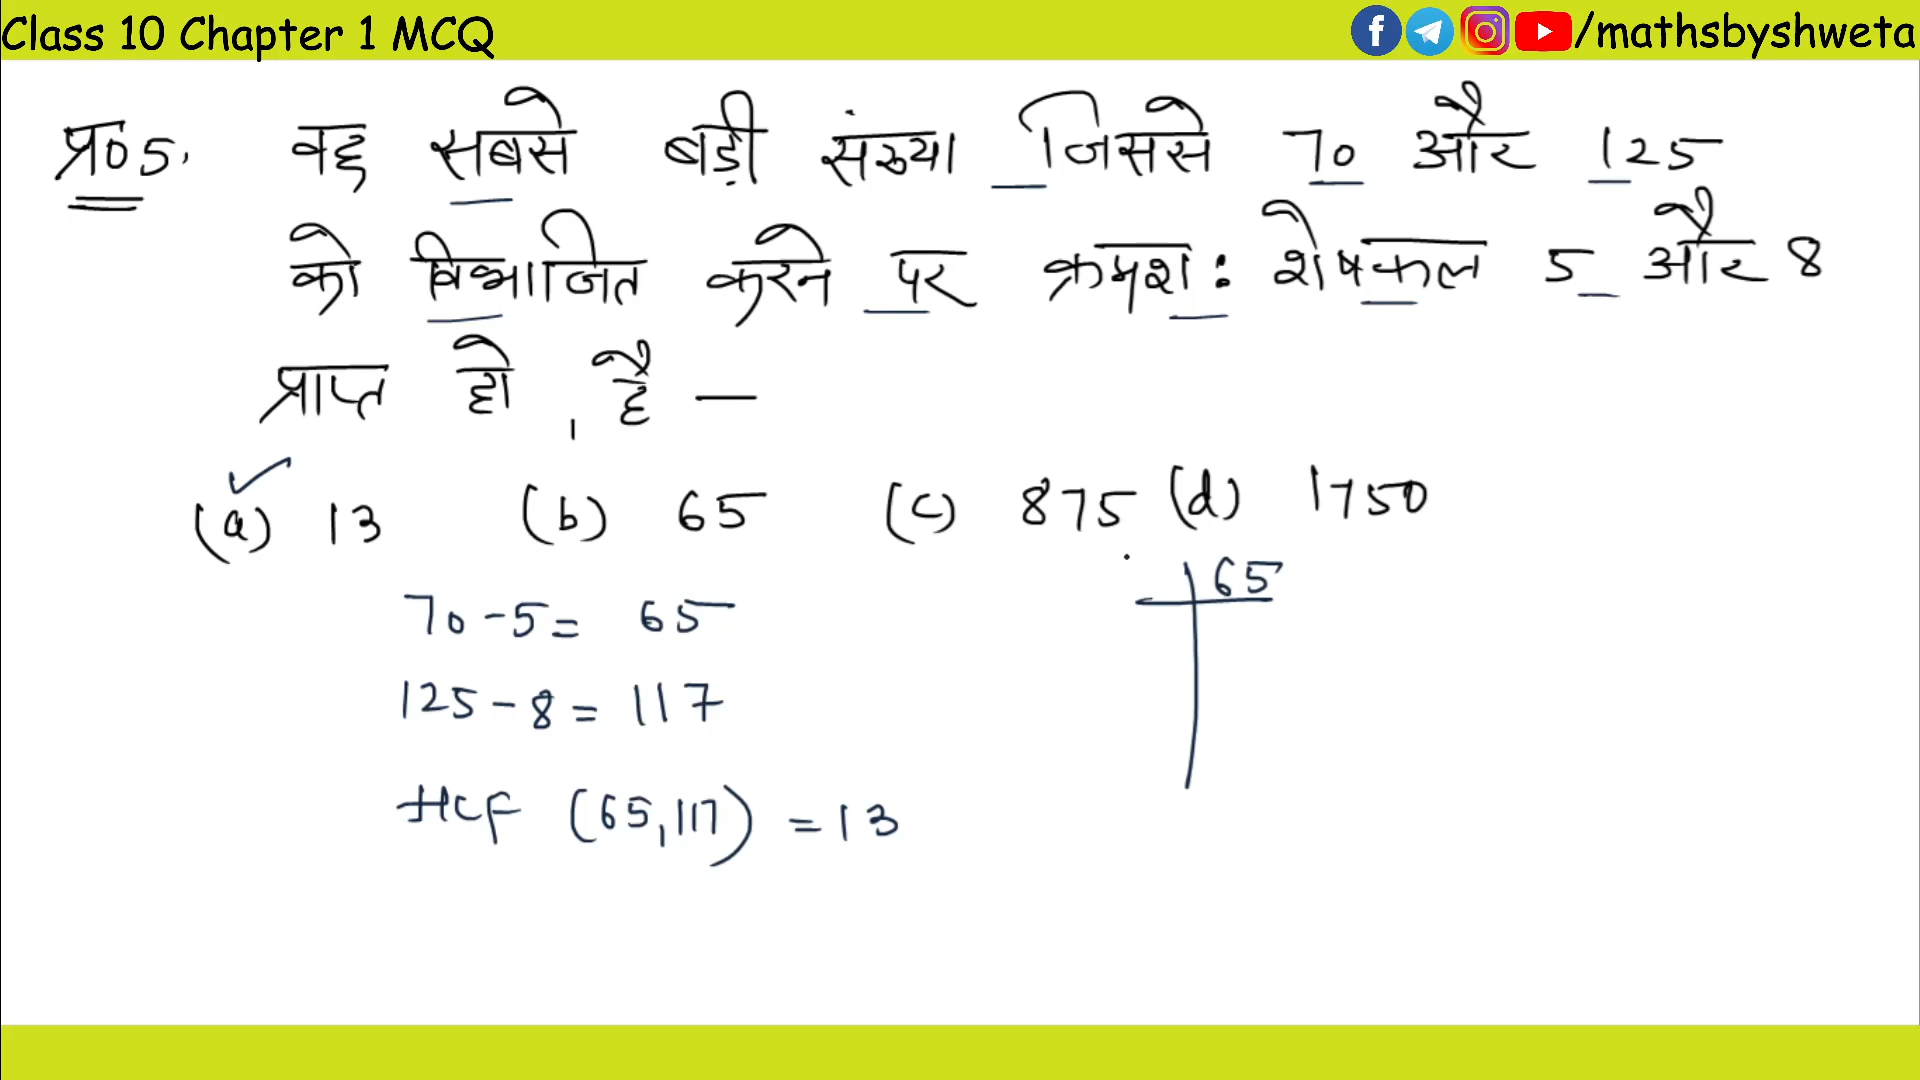 Class 10 Chapter 1 MCQ
/mathsbyshweta
प्र०5. वह सबसे बड़ी संख्या जिससे 70 और 125
को विभाजित करने पर क्रमश: शेषफल 5 और 8
प्राप्त हो, है —
(a) 13 (b) 65 (c) 875 (d) 1750
65
70 - 5 = 65
125 - 8 = 117
HCF (65, 117) = 13